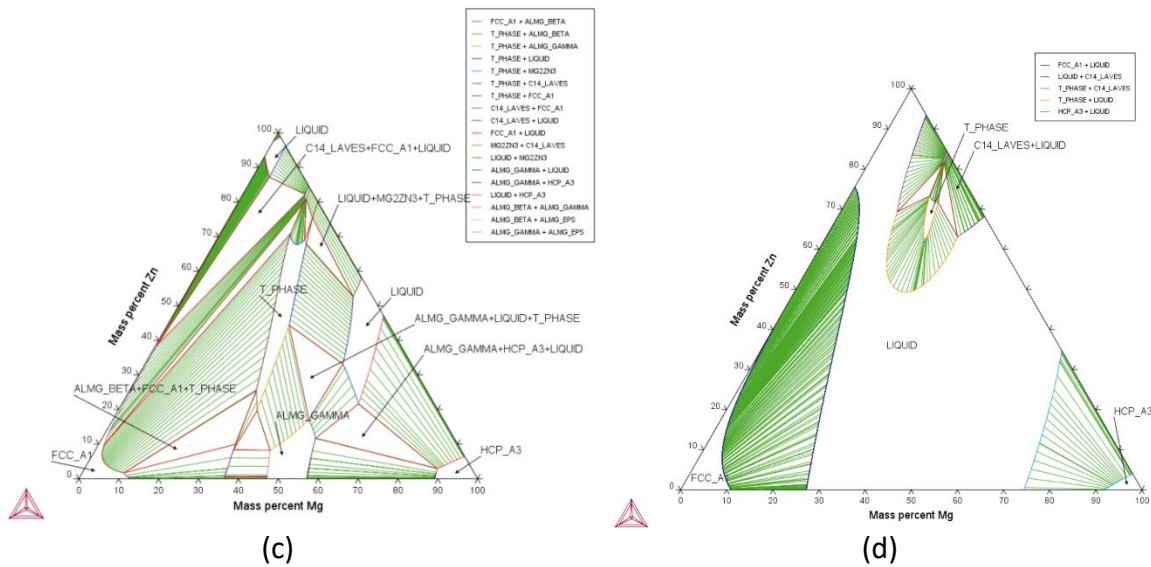 FCC_A1 + ALMG_BETA
T_PHASE + ALMG_BETA
T_PHASE + ALMG_GAMMA
T_PHASE + LIQUID
T_PHASE + MG2ZN3
T_PHASE + C14_LAVES
T_PHASE + FCC_A1
C14_LAVES + FCC_A1
C14_LAVES + LIQUID
FCC_A1 + LIQUID
MG2ZN3 + C14_LAVES
LIQUID + MG2ZN3
ALMG_GAMMA + LIQUID
ALMG_GAMMA + HCP_A3
LIQUID + HCP_A3
ALMG_BETA + ALMG_GAMMA
ALMG_BETA + ALMG_EPS
ALMG_GAMMA + ALMG_EPS
100
LIQUID
C14_LAVES+FCC_A1+LIQUID
90
80
LIQUID+MG2ZN3+T_PHASE
70
60
Mass percent Zn
T_PHASE
LIQUID
50
ALMG_GAMMA+LIQUID+T_PHASE
40
ALMG_GAMMA+HCP_A3+LIQUID
30
ALMG_BETA+FCC_A1+T_PHASE
20
ALMG_GAMMA
10
FCC_A1
HCP_A3
0
0 10 20 30 40 50 60 70 80 90 100
Mass percent Mg
(c)
FCC_A1 + LIQUID
LIQUID + C14_LAVES
T_PHASE + C14_LAVES
T_PHASE + LIQUID
HCP_A3 + LIQUID
100
90
T_PHASE
C14_LAVES+LIQUID
80
70
60
50
Mass percent Zn
40
LIQUID
30
20
HCP_A3
10
FCC_A1
0
0 10 20 30 40 50 60 70 80 90 100
Mass percent Mg
(d)